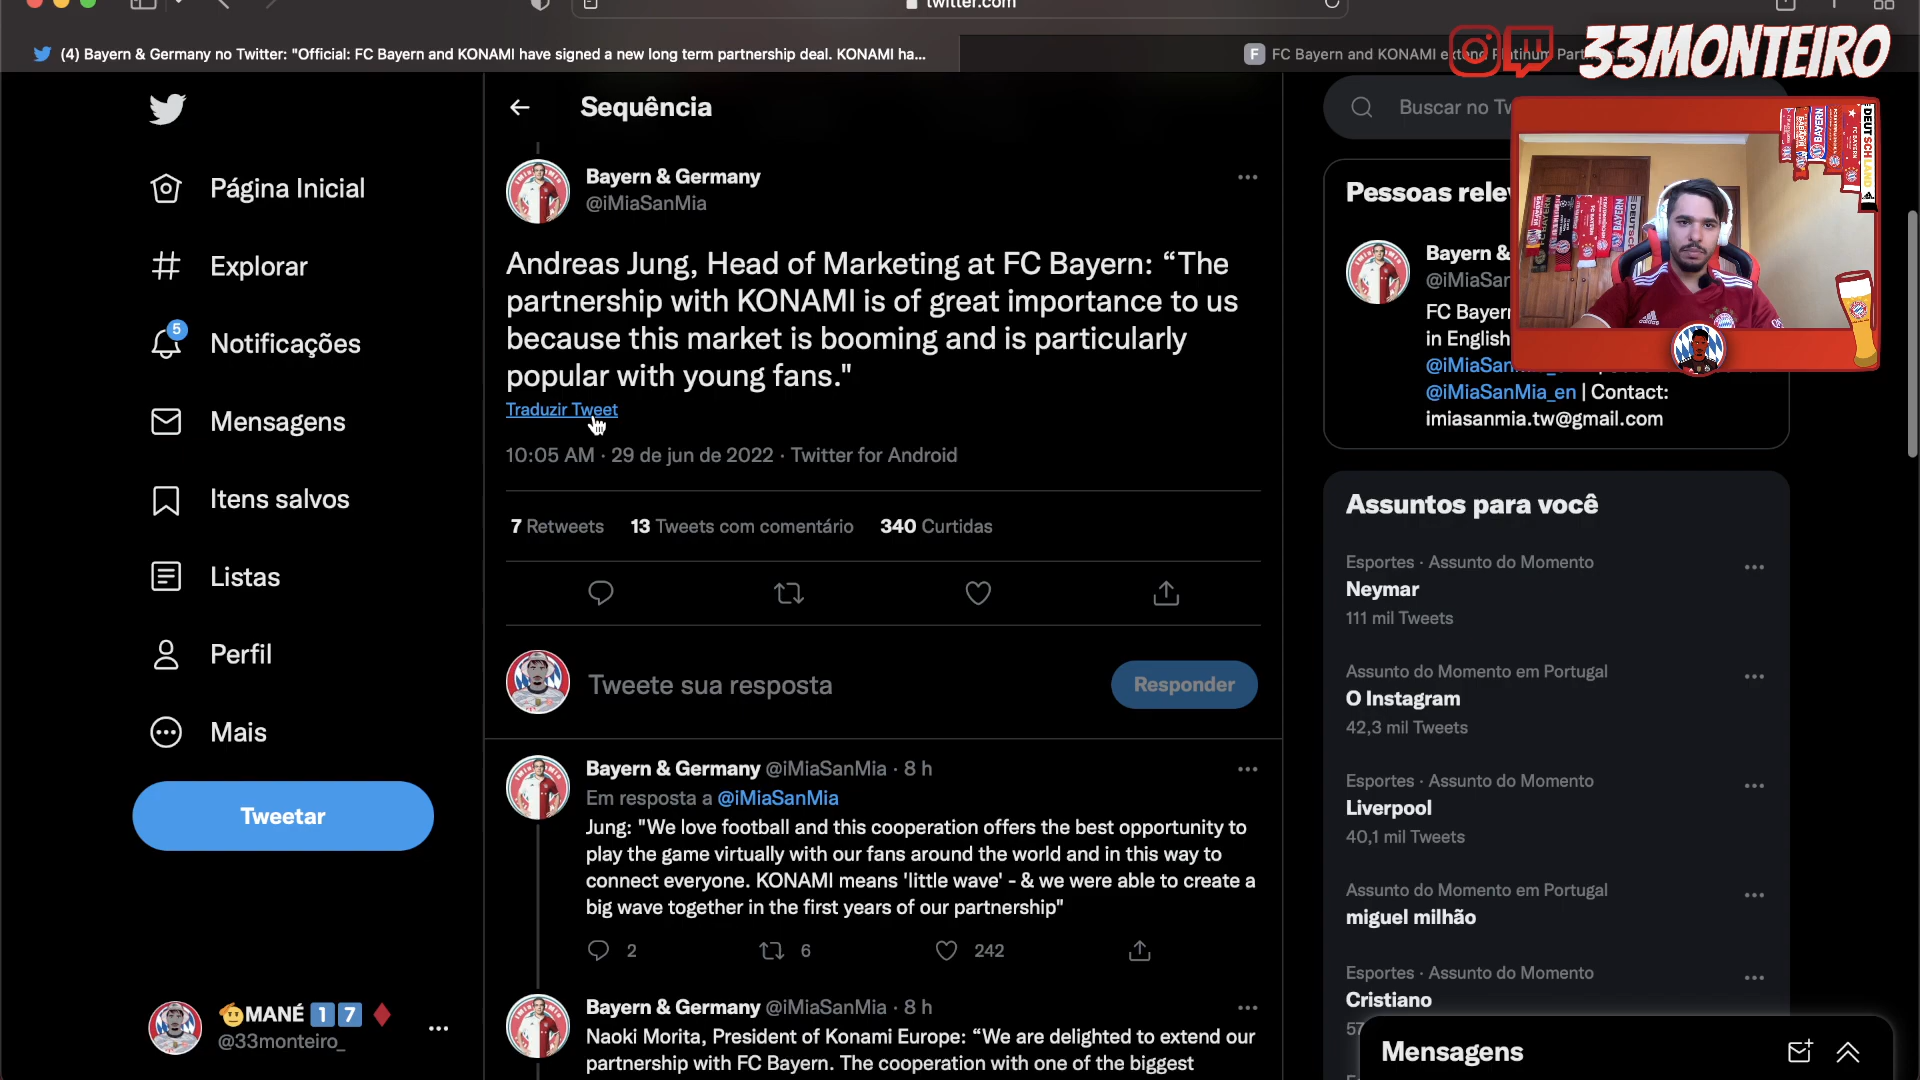 twitter.com
(4) Bayern & Germany no Twitter: "Official: FC Bayern and KONAMI have signed a new long term partnership deal. KONAMI ha...
F FC Bayern and KONAMI extend Platinum Par
33MONTEIRO
Sequência
Buscar no Tw
Página Inicial
Explorar
5
Notificações
Mensagens
Itens salvos
Listas
Perfil
Mais
Tweetar
MANÉ 1 7
@33monteiro_
Bayern & Germany
@iMiaSanMia
Andreas Jung, Head of Marketing at FC Bayern: “The
partnership with KONAMI is of great importance to us
because this market is booming and is particularly
popular with young fans."
Traduzir Tweet
10:05 AM · 29 de jun de 2022 · Twitter for Android
7 Retweets 13 Tweets com comentário 340 Curtidas
Tweete sua resposta
Responder
Bayern & Germany @iMiaSanMia · 8 h
Em resposta a @iMiaSanMia
Jung: "We love football and this cooperation offers the best opportunity to
play the game virtually with our fans around the world and in this way to
connect everyone. KONAMI means 'little wave' - & we were able to create a
big wave together in the first years of our partnership"
2 6 242
Bayern & Germany @iMiaSanMia · 8 h
Naoki Morita, President of Konami Europe: “We are delighted to extend our
partnership with FC Bayern. The cooperation with one of the biggest
Pessoas rele
Bayern &
@iMiaSan
FC Bayern
in English
@iMiaSan
@iMiaSanMia_en | Contact:
imiasanmia.tw@gmail.com
DEUTSCHLAND
BAYERN
Assuntos para você
Esportes · Assunto do Momento
Neymar
111 mil Tweets
Assunto do Momento em Portugal
O Instagram
42,3 mil Tweets
Esportes · Assunto do Momento
Liverpool
40,1 mil Tweets
Assunto do Momento em Portugal
miguel milhão
Esportes · Assunto do Momento
Cristiano
57
Mensagens